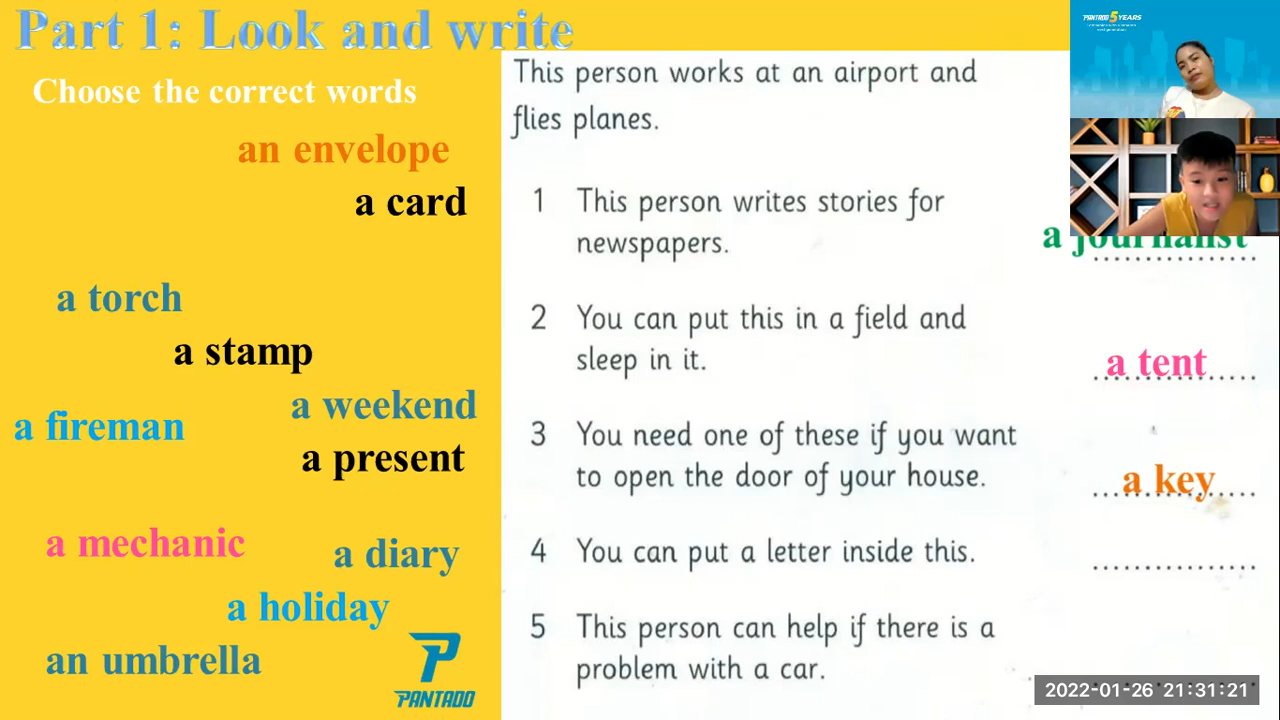 Part 1: Look and write
Choose the correct words
an envelope
a card
a torch
a stamp
a weekend
a fireman
a present
a mechanic
a diary
a holiday
an umbrella
PANTADO
This person works at an airport and
flies planes.
1 This person writes stories for
newspapers.
a journalist
2 You can put this in a field and
sleep in it.
a tent
3 You need one of these if you want
to open the door of your house.
a key
4 You can put a letter inside this.
5 This person can help if there is a
problem with a car.
PANTADO 5 YEARS
2022-01-26 21:31:21